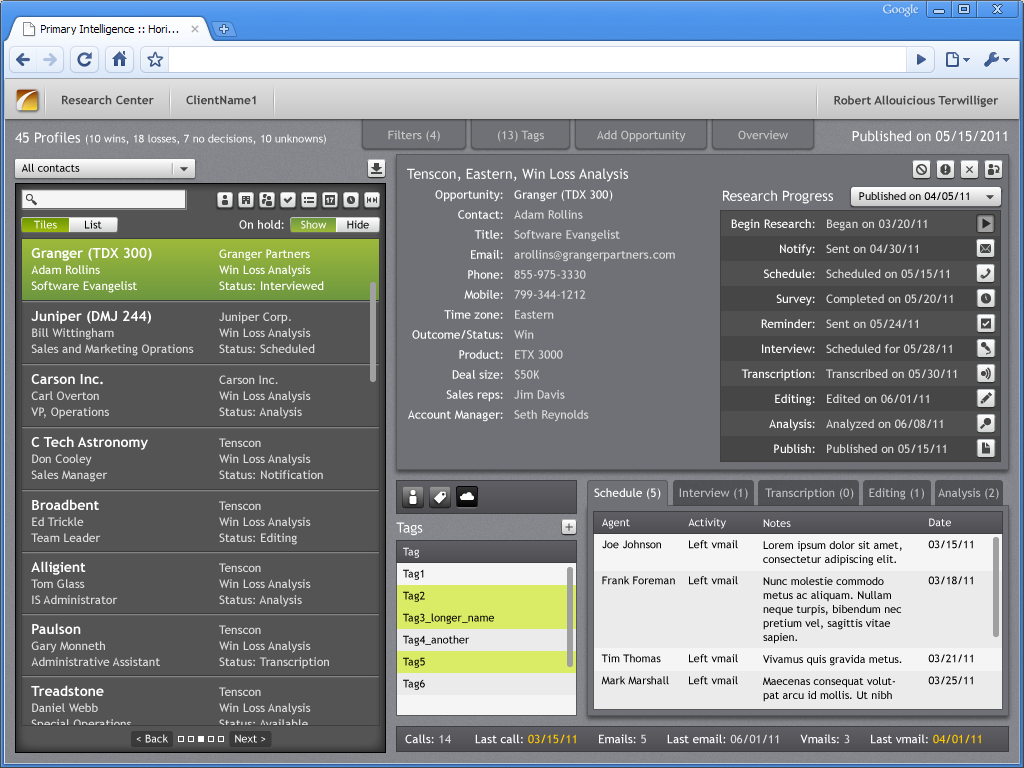 Google
Primary Intelligence :: Hori...
Research Center
ClientName1
Robert Allouicious Terwilliger
45 Profiles (10 wins, 18 losses, 7 no decisions, 10 unknowns)
Filters (4)
(13) Tags
Add Opportunity
Overview
Published on 05/15/2011
All contacts
Tiles
List
On hold:
Show
Hide
Granger (TDX 300)
Granger Partners
Adam Rollins
Win Loss Analysis
Software Evangelist
Status: Interviewed
Juniper (DMJ 244)
Juniper Corp.
Bill Wittingham
Win Loss Analysis
Sales and Marketing Oprations
Status: Scheduled
Carson Inc.
Carson Inc.
Carl Overton
Win Loss Analysis
VP, Operations
Status: Analysis
C Tech Astronomy
Tenscon
Don Cooley
Win Loss Analysis
Sales Manager
Status: Notification
Broadbent
Tenscon
Ed Trickle
Win Loss Analysis
Team Leader
Status: Editing
Alligient
Tenscon
Tom Glass
Win Loss Analysis
IS Administrator
Status: Analysis
Paulson
Tenscon
Gary Monneth
Win Loss Analysis
Administrative Assistant
Status: Transcription
Treadstone
Tenscon
Daniel Webb
Win Loss Analysis
Special Operations
Status: Available
< Back
Next >
Tenscon, Eastern, Win Loss Analysis
Opportunity: Granger (TDX 300)
Contact: Adam Rollins
Title: Software Evangelist
Email: arollins@grangerpartners.com
Phone: 855-975-3330
Mobile: 799-344-1212
Time zone: Eastern
Outcome/Status: Win
Product: ETX 3000
Deal size: $50K
Sales reps: Jim Davis
Account Manager: Seth Reynolds
Research Progress
Published on 04/05/11
Begin Research: Began on 03/20/11
Notify: Sent on 04/30/11
Schedule: Scheduled on 05/15/11
Survey: Completed on 05/20/11
Reminder: Sent on 05/24/11
Interview: Scheduled for 05/28/11
Transcription: Transcribed on 05/30/11
Editing: Edited on 06/01/11
Analysis: Analyzed on 06/08/11
Publish: Published on 05/15/11
Tags
Tag
Tag1
Tag2
Tag3_longer_name
Tag4_another
Tag5
Tag6
Schedule (5)
Interview (1)
Transcription (0)
Editing (1)
Analysis (2)
Agent Activity Notes Date
Joe Johnson Left vmail Lorem ipsum dolor sit amet, 03/15/11
consectetur adipiscing elit.
Frank Foreman Left vmail Nunc molestie commodo 03/18/11
metus ac aliquam. Nullam
neque turpis, bibendum nec
pretium vel, sagittis vitae
sapien.
Tim Thomas Left vmail Vivamus quis gravida metus. 03/21/11
Mark Marshall Left vmail Maecenas consequat volut- 03/25/11
pat arcu id mollis. Ut nibh
Calls: 14
Last call: 03/15/11
Emails: 5
Last email: 06/01/11
Vmails: 3
Last vmail: 04/01/11